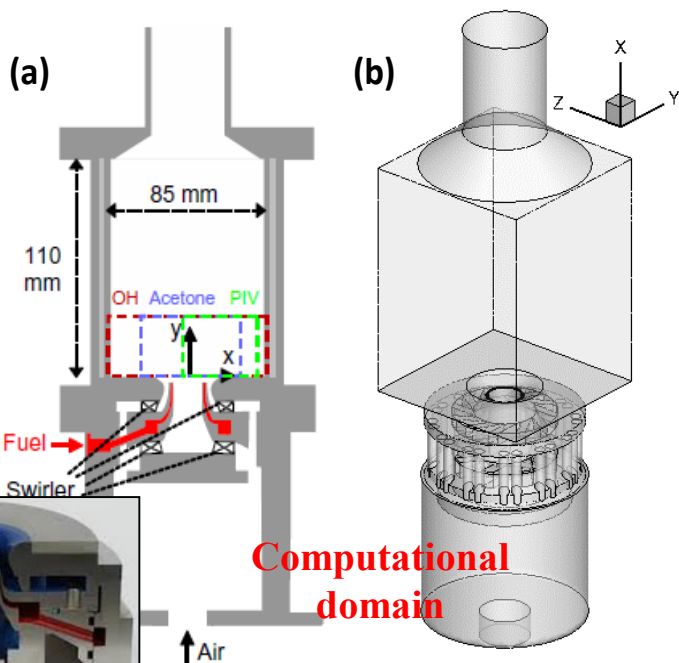 (a)
(b)
X
Z
Y
85 mm
110
mm
OH Acetone PIV
y
x
Fuel
Swirler
Computational
domain
Air